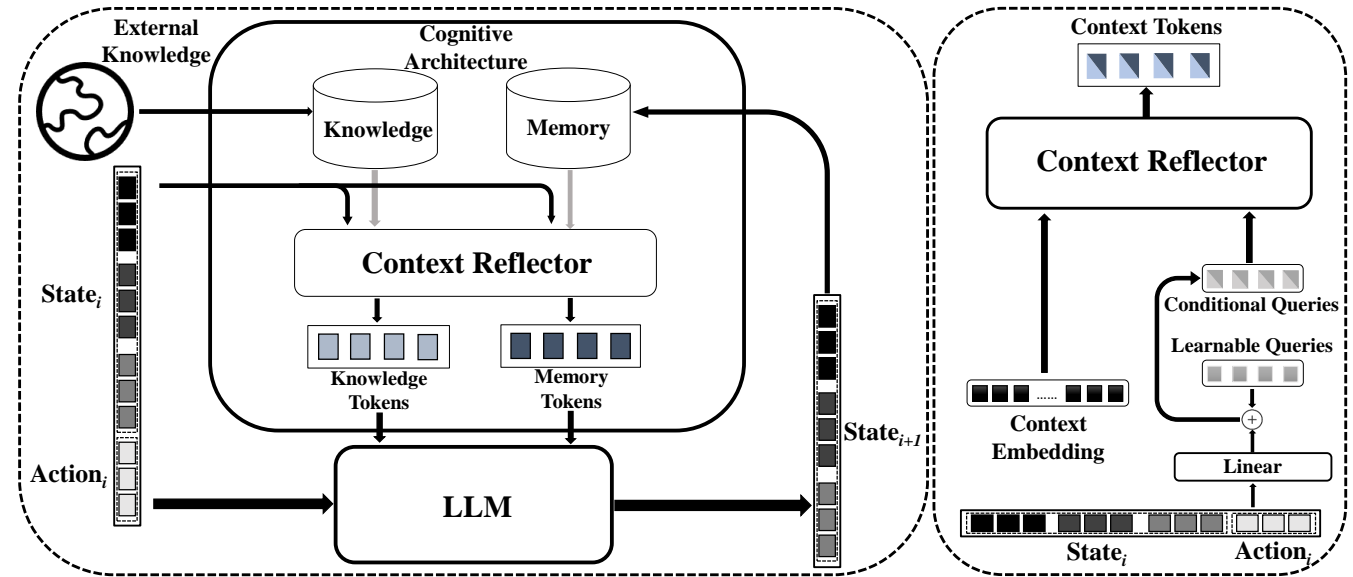 External
Knowledge
Cognitive
Architecture
Knowledge
Memory
State_i
Context Reflector
Knowledge
Tokens
Memory
Tokens
Action_i
LLM
State_{i+1}
Context Tokens
Context Reflector
Conditional Queries
Learnable Queries
......
Context
Embedding
+
Linear
State_i
Action_i